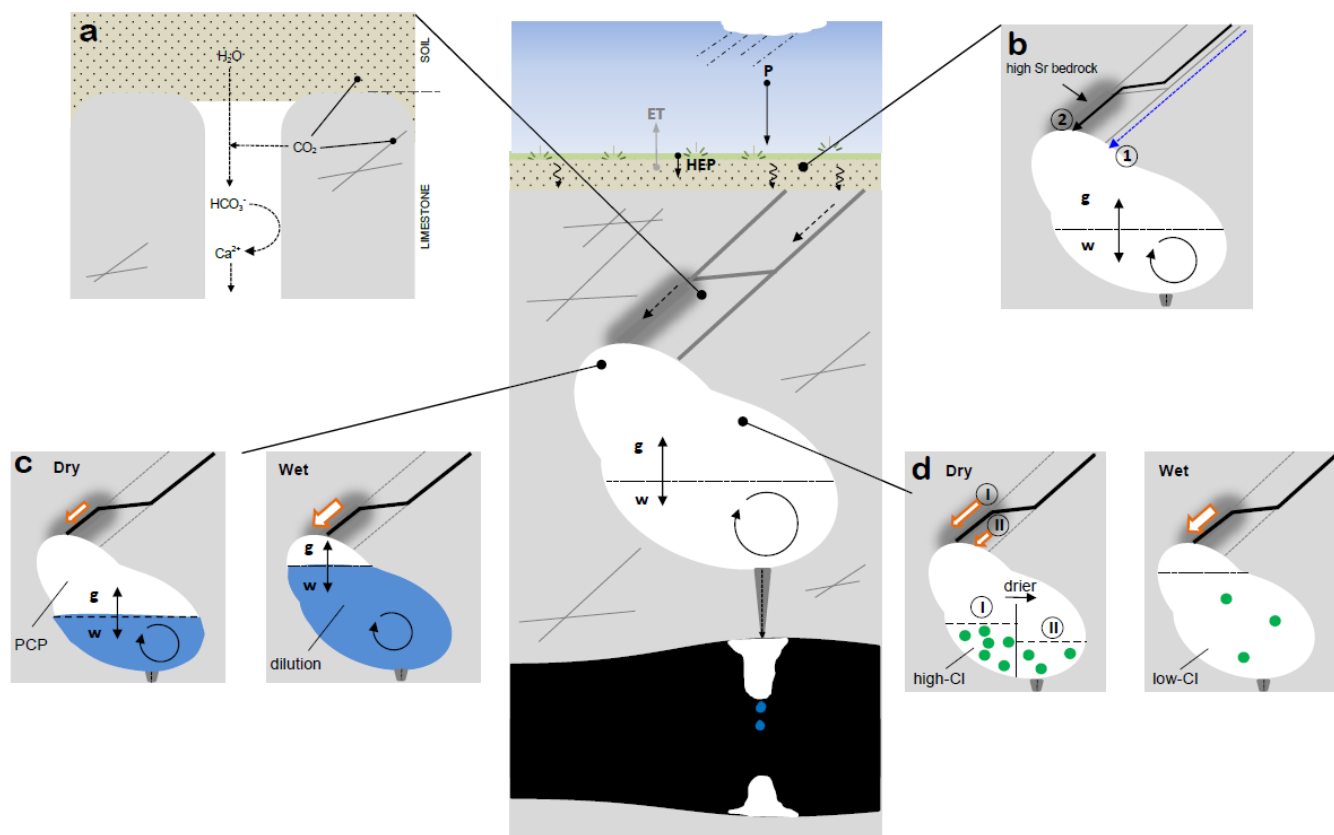 a
SOIL
H₂O
CO₂
HCO₃⁻
Ca²⁺
LIMESTONE
P
ET
HEP
g
w
b
high Sr bedrock
2
1
g
w
c
Dry
g
w
PCP
Wet
g
w
dilution
d
Dry
I
II
drier
I
II
high-Cl
Wet
low-Cl